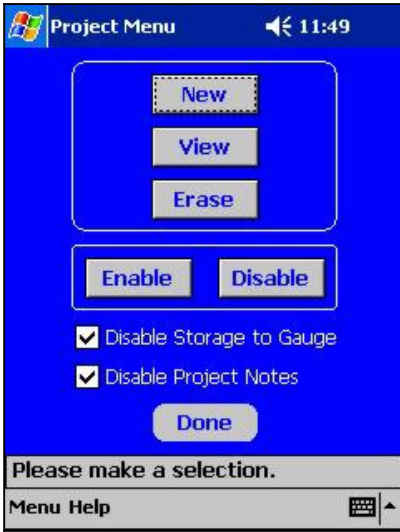 Project Menu 11:49
New
View
Erase
Enable Disable
Disable Storage to Gauge
Disable Project Notes
Done
Please make a selection.
Menu Help